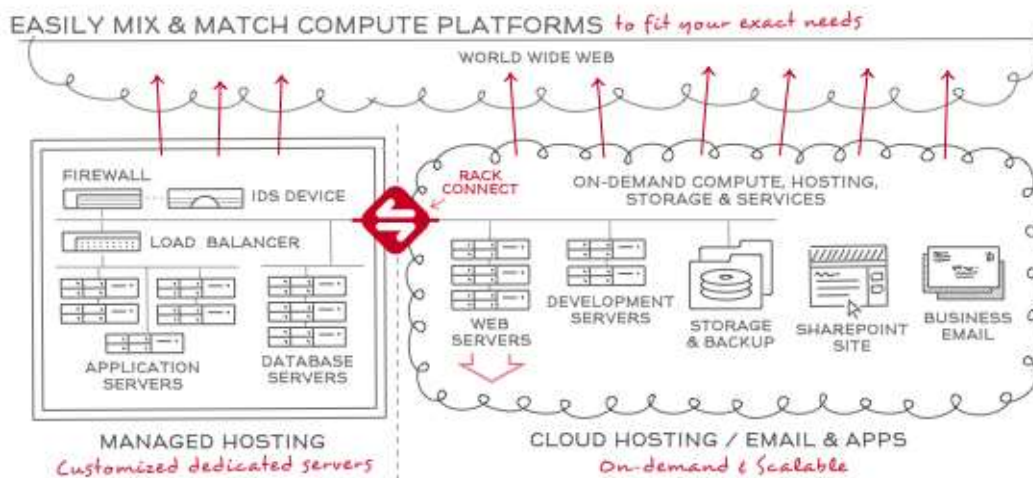 EASILY MIX & MATCH COMPUTE PLATFORMS to fit your exact needs
WORLD WIDE WEB
FIREWALL
IDS DEVICE
LOAD BALANCER
APPLICATION
SERVERS
DATABASE
SERVERS
RACK
CONNECT
ON-DEMAND COMPUTE, HOSTING,
STORAGE & SERVICES
WEB
SERVERS
DEVELOPMENT
SERVERS
STORAGE
& BACKUP
SHAREPOINT
SITE
BUSINESS
EMAIL
MANAGED HOSTING
Customized dedicated servers
CLOUD HOSTING / EMAIL & APPS
On-demand & Scalable